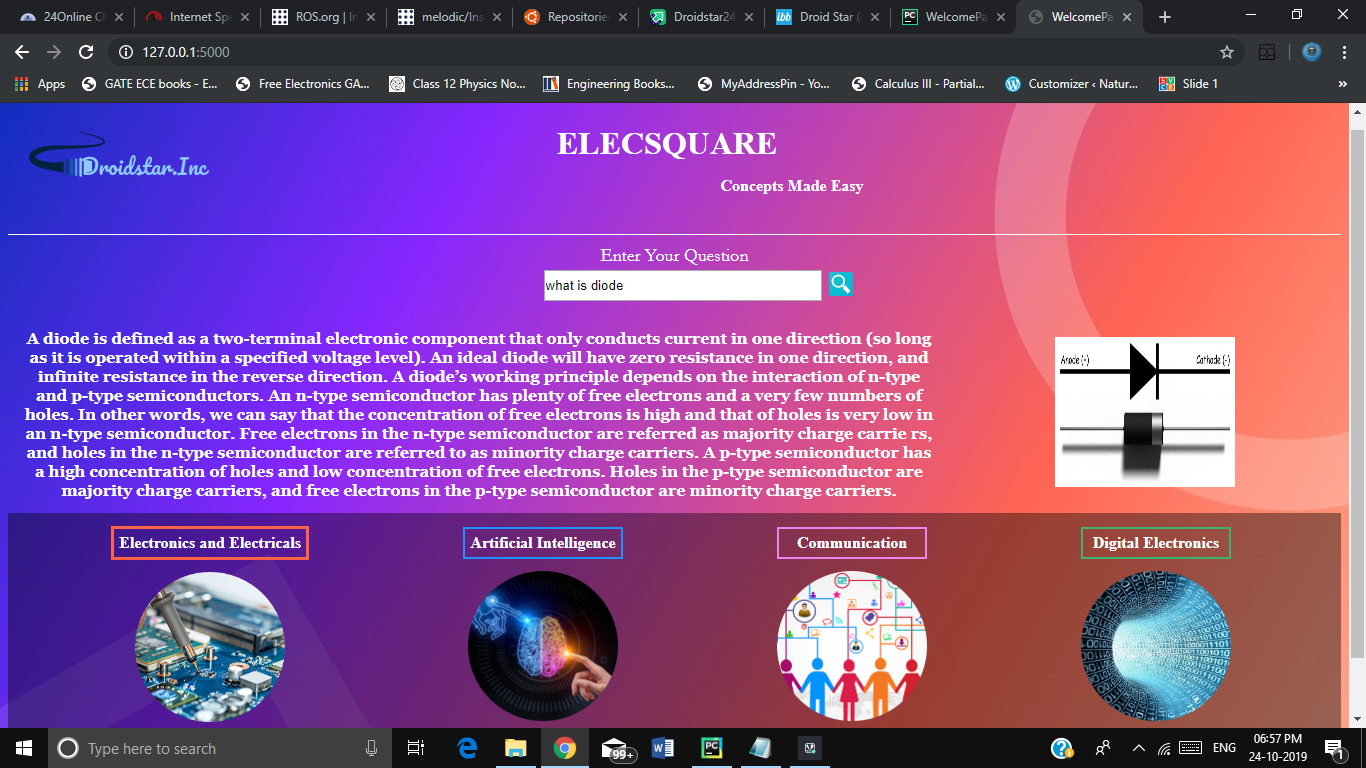 24Online Cl
Internet Spe
ROS.org | In
melodic/Ins
Repositories
Droidstar24
Droid Star (
WelcomePa
WelcomePa
127.0.0.1:5000
Apps
GATE ECE books - E...
Free Electronics GA...
Class 12 Physics No...
Engineering Books...
MyAddressPin - Yo...
Calculus III - Partial...
Customizer ‹ Natur...
Slide 1
»
Droidstar.Inc
ELECSQUARE
Concepts Made Easy
Enter Your Question
what is diode
A diode is defined as a two-terminal electronic component that only conducts current in one direction (so long
as it is operated within a specified voltage level). An ideal diode will have zero resistance in one direction, and
infinite resistance in the reverse direction. A diode’s working principle depends on the interaction of n-type
and p-type semiconductors. An n-type semiconductor has plenty of free electrons and a very few numbers of
holes. In other words, we can say that the concentration of free electrons is high and that of holes is very low in
an n-type semiconductor. Free electrons in the n-type semiconductor are referred as majority charge carrie rs,
and holes in the n-type semiconductor are referred to as minority charge carriers. A p-type semiconductor has
a high concentration of holes and low concentration of free electrons. Holes in the p-type semiconductor are
majority charge carriers, and free electrons in the p-type semiconductor are minority charge carriers.
Anode (-)
Cathode (-)
Electronics and Electricals
Artificial Intelligence
Communication
Digital Electronics
Type here to search
99+
ENG
06:57 PM
24-10-2019
1